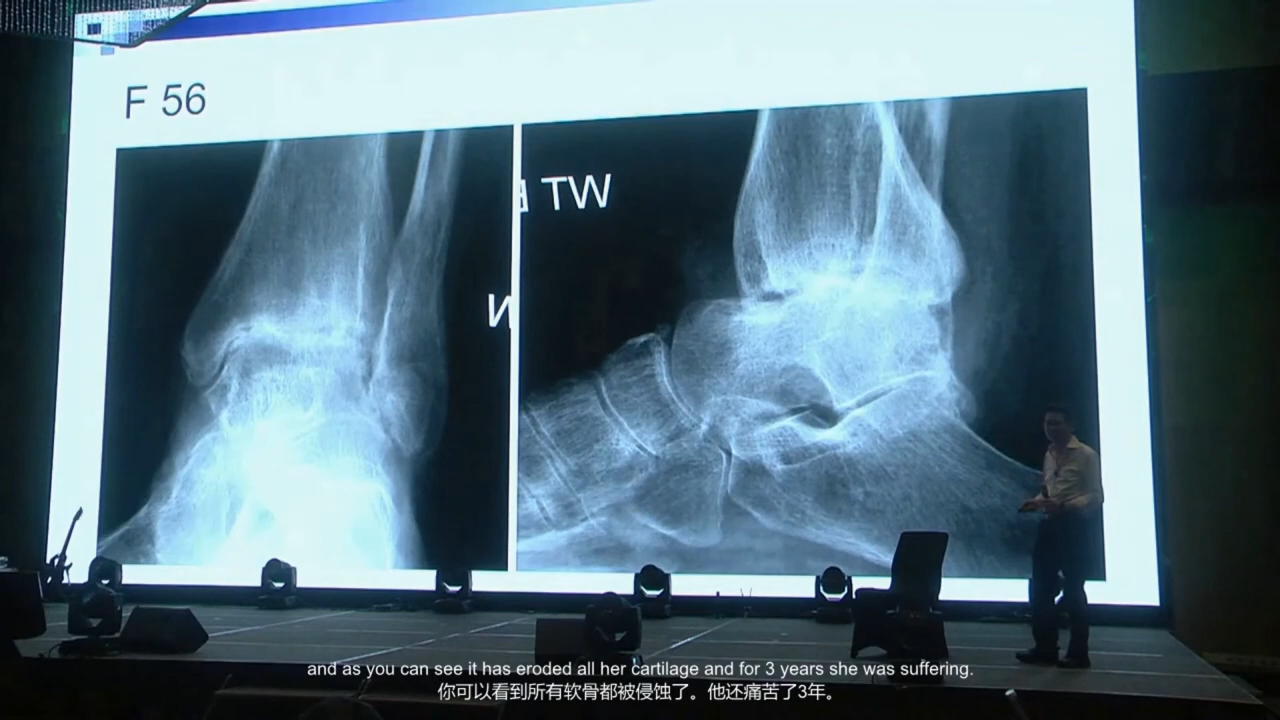 F 56
TW
and as you can see it has eroded all her cartilage and for 3 years she was suffering.
你可以看到所有软骨都被侵蚀了。他还痛苦了3年。